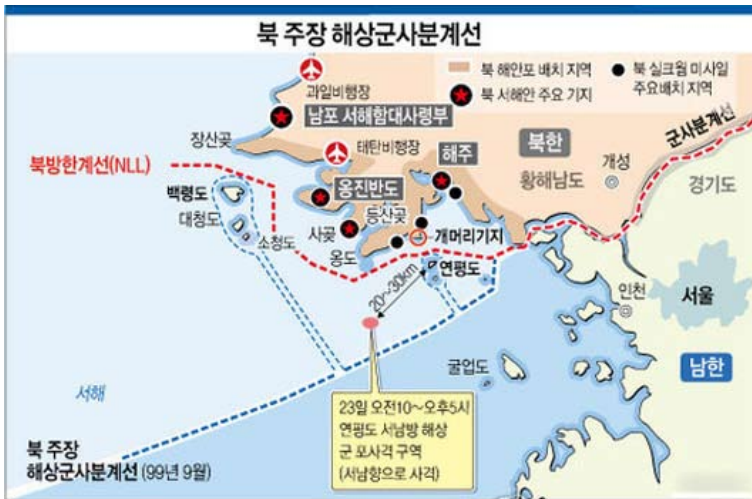 북 주장 해상군사분계선
북 해안포 배치 지역
북 실크웜 미사일
주요배치 지역
북 서해안 주요 기지
과일비행장
남포 서해함대사령부
장산곶
태탄비행장
해주
북한
군사분계선
개성
황해남도
경기도
북방한계선(NLL)
백령도
옹진반도
대청도
등산곶
사곶
소청도
개머리기지
옹도
연평도
20~30km
인천
서울
굴업도
남한
서해
23일 오전10~오후5시
연평도 서남방 해상
군 포사격 구역
(서남향으로 사격)
북 주장
해상군사분계선 (99년 9월)